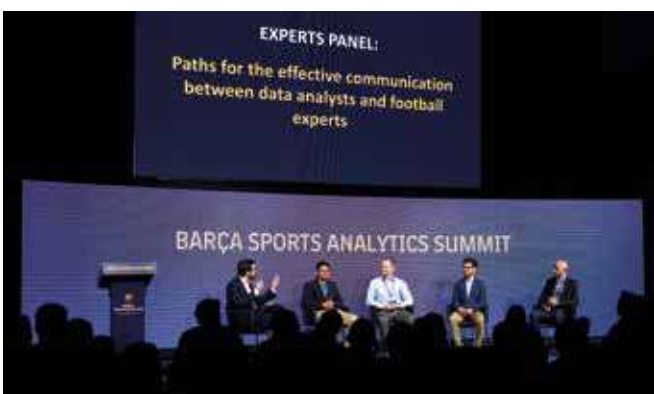 EXPERTS PANEL:
Paths for the effective communication
between data analysts and football
experts
BARÇA SPORTS ANALYTICS SUMMIT